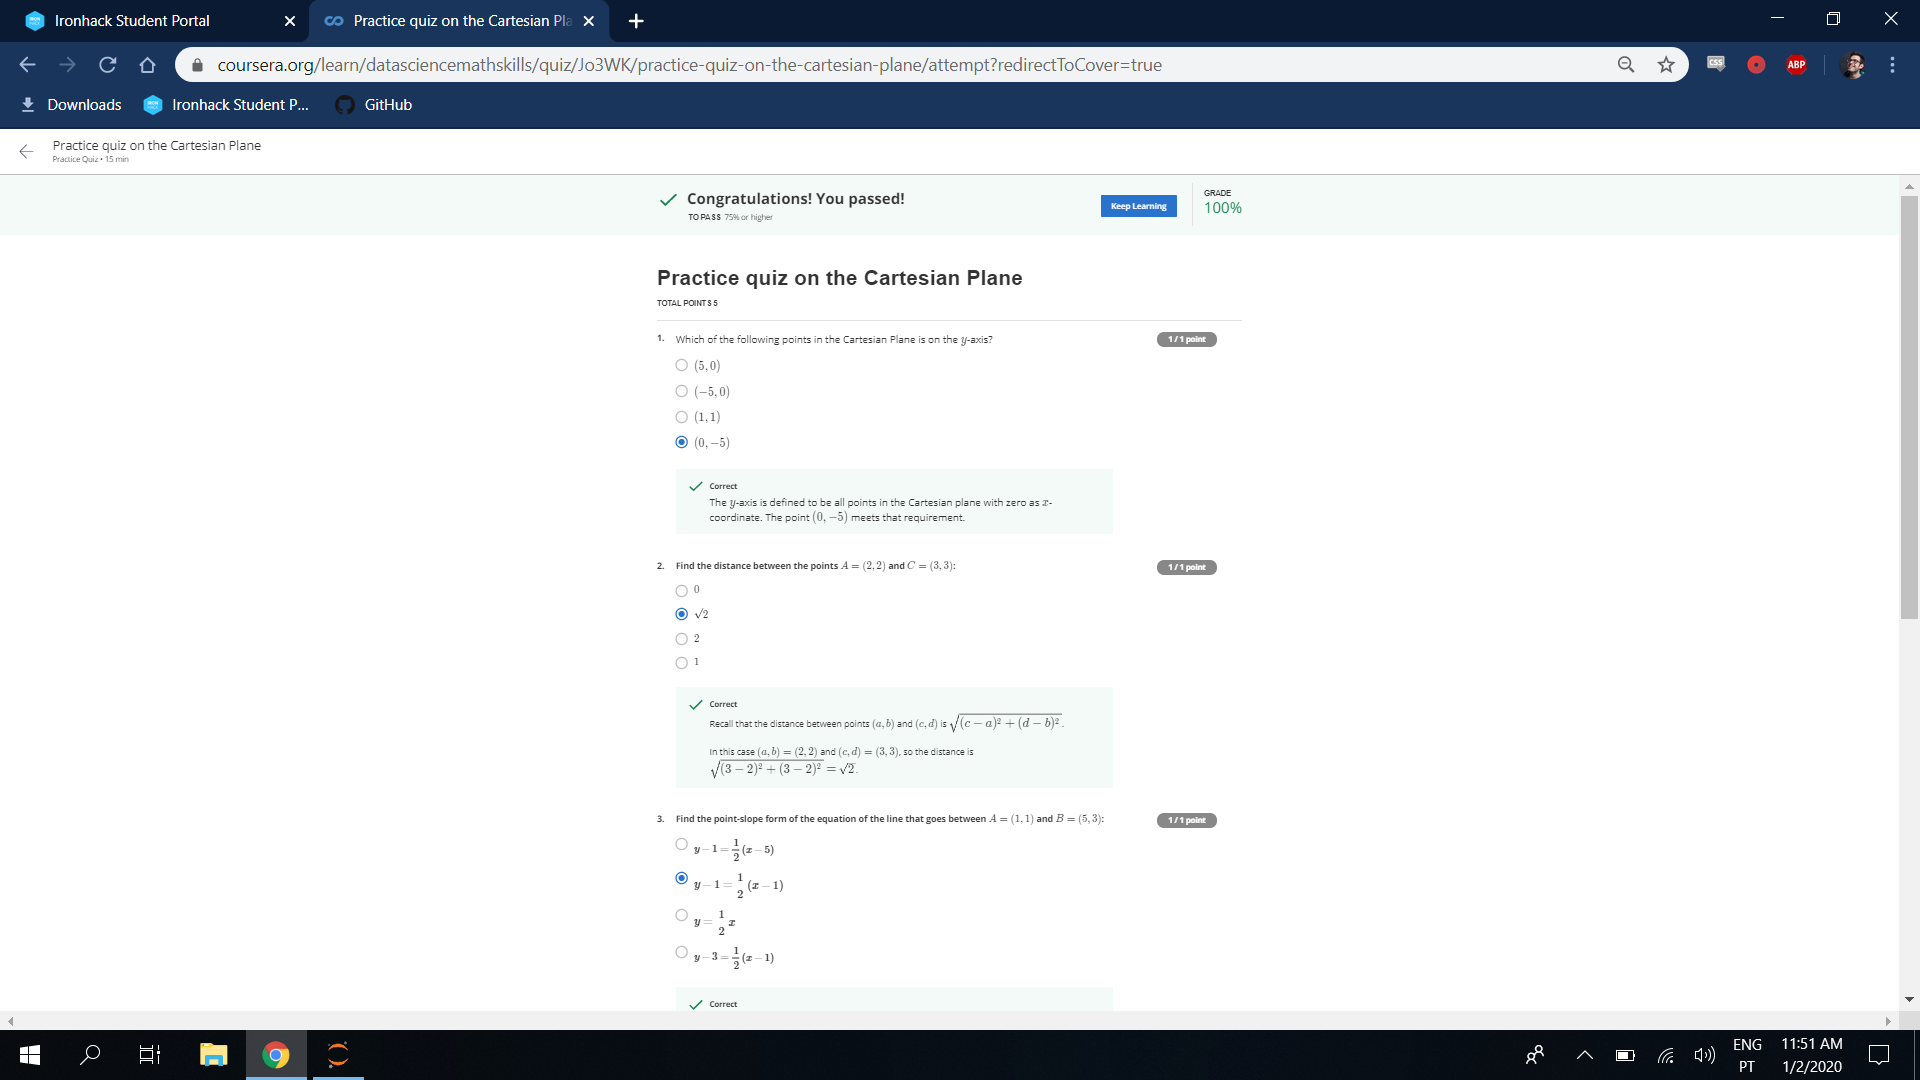 Ironhack Student Portal
Practice quiz on the Cartesian Pla
coursera.org/learn/datasciencemathskills/quiz/Jo3WK/practice-quiz-on-the-cartesian-plane/attempt?redirectToCover=true
CSS
ABP
Downloads
Ironhack Student P...
GitHub
Practice quiz on the Cartesian Plane
Practice Quiz • 15 min
Congratulations! You passed!
TO PASS 75% or higher
Keep Learning
GRADE
100%
Practice quiz on the Cartesian Plane
TOTAL POINTS 5
1. Which of the following points in the Cartesian Plane is on the y-axis?
1 / 1 point
(5, 0)
(−5, 0)
(1, 1)
(0, −5)
Correct
The y-axis is defined to be all points in the Cartesian plane with zero as x-
coordinate. The point (0, −5) meets that requirement.
2. Find the distance between the points A = (2, 2) and C = (3, 3):
1 / 1 point
0
√2
2
1
Correct
Recall that the distance between points (a, b) and (c, d) is √((c − a)² + (d − b)²).
In this case (a, b) = (2, 2) and (c, d) = (3, 3), so the distance is
√((3 − 2)² + (3 − 2)²) = √2.
3. Find the point-slope form of the equation of the line that goes between A = (1, 1) and B = (5, 3):
1 / 1 point
y − 1 = 1/2 (x − 5)
y − 1 = 1/2 (x − 1)
y = 1/2 x
y − 3 = 1/2 (x − 1)
Correct
ENG
PT
11:51 AM
1/2/2020